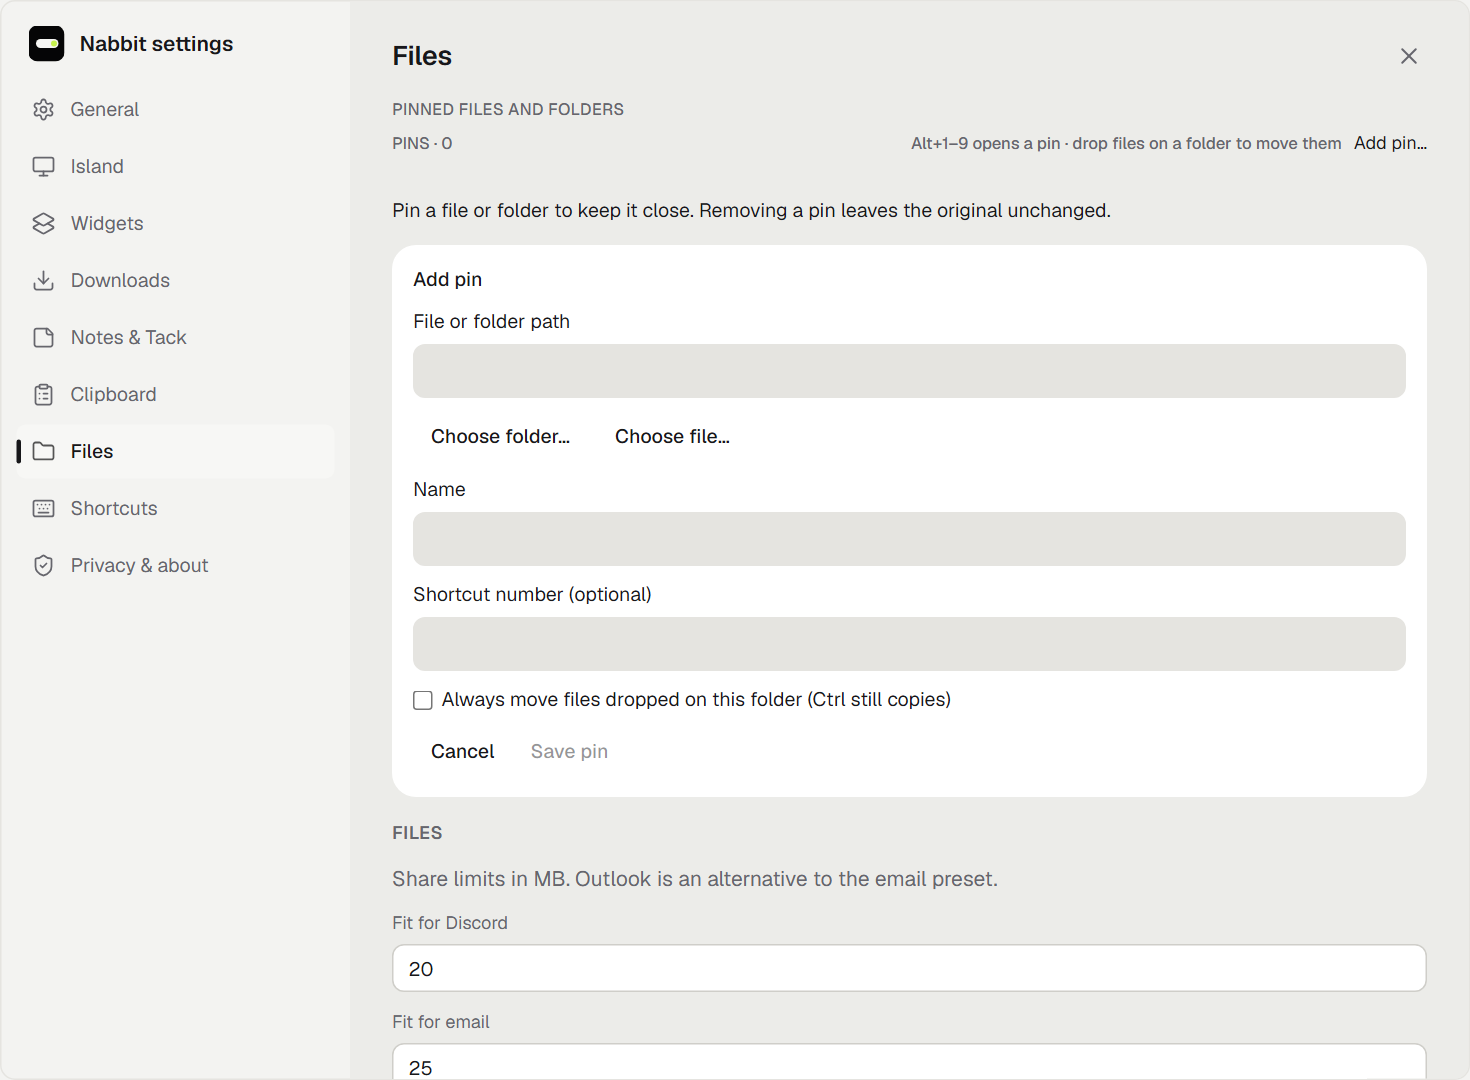 Nabbit settings
General
Island
Widgets
Downloads
Notes & Tack
Clipboard
Files
Shortcuts
Privacy & about
Files
PINNED FILES AND FOLDERS
PINS · 0
Alt+1–9 opens a pin · drop files on a folder to move them
Add pin…
Pin a file or folder to keep it close. Removing a pin leaves the original unchanged.
Add pin
File or folder path
Choose folder… Choose file…
Name
Shortcut number (optional)
Always move files dropped on this folder (Ctrl still copies)
Cancel Save pin
FILES
Share limits in MB. Outlook is an alternative to the email preset.
Fit for Discord
20
Fit for email
25